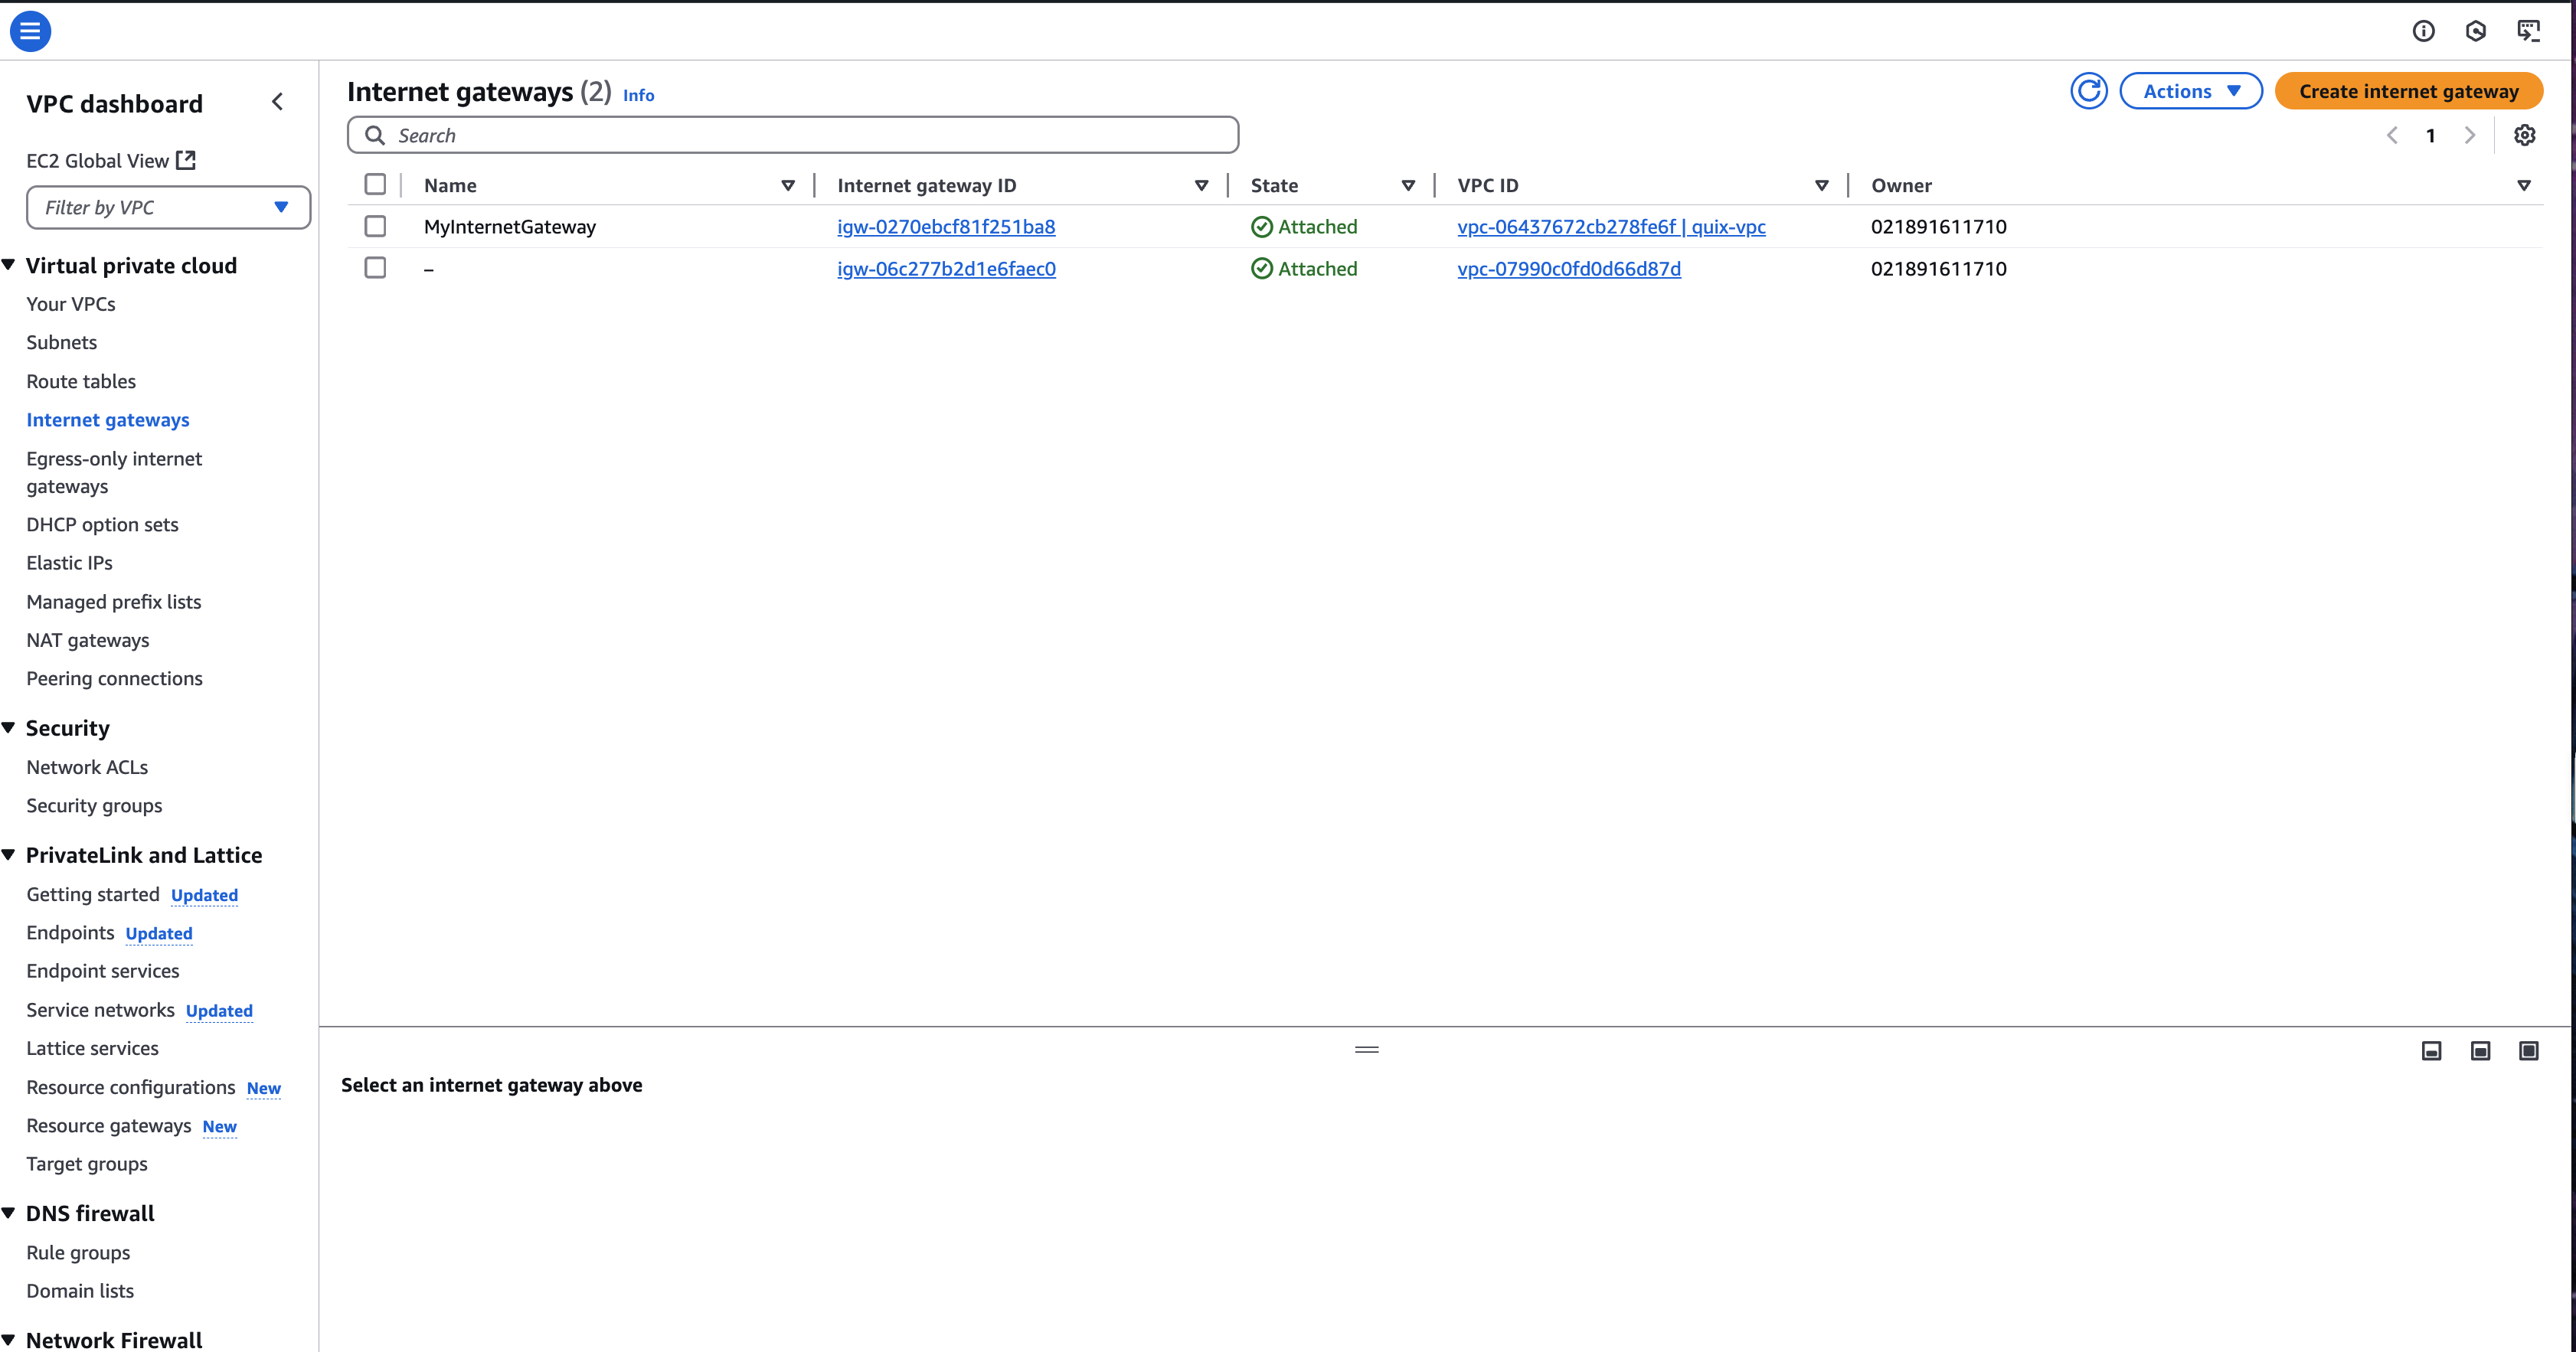 VPC dashboard
EC2 Global View
Filter by VPC
Virtual private cloud
Your VPCs
Subnets
Route tables
Internet gateways
Egress-only internet
gateways
DHCP option sets
Elastic IPs
Managed prefix lists
NAT gateways
Peering connections
Security
Network ACLs
Security groups
PrivateLink and Lattice
Getting started Updated
Endpoints Updated
Endpoint services
Service networks Updated
Lattice services
Resource configurations New
Resource gateways New
Target groups
DNS firewall
Rule groups
Domain lists
Network Firewall
Internet gateways (2) Info
Actions
Create internet gateway
Search
1
Name Internet gateway ID State VPC ID Owner
MyInternetGateway igw-0270ebcf81f251ba8 Attached vpc-06437672cb278fe6f | quix-vpc 021891611710
– igw-06c277b2d1e6faec0 Attached vpc-07990c0fd0d66d87d 021891611710
Select an internet gateway above